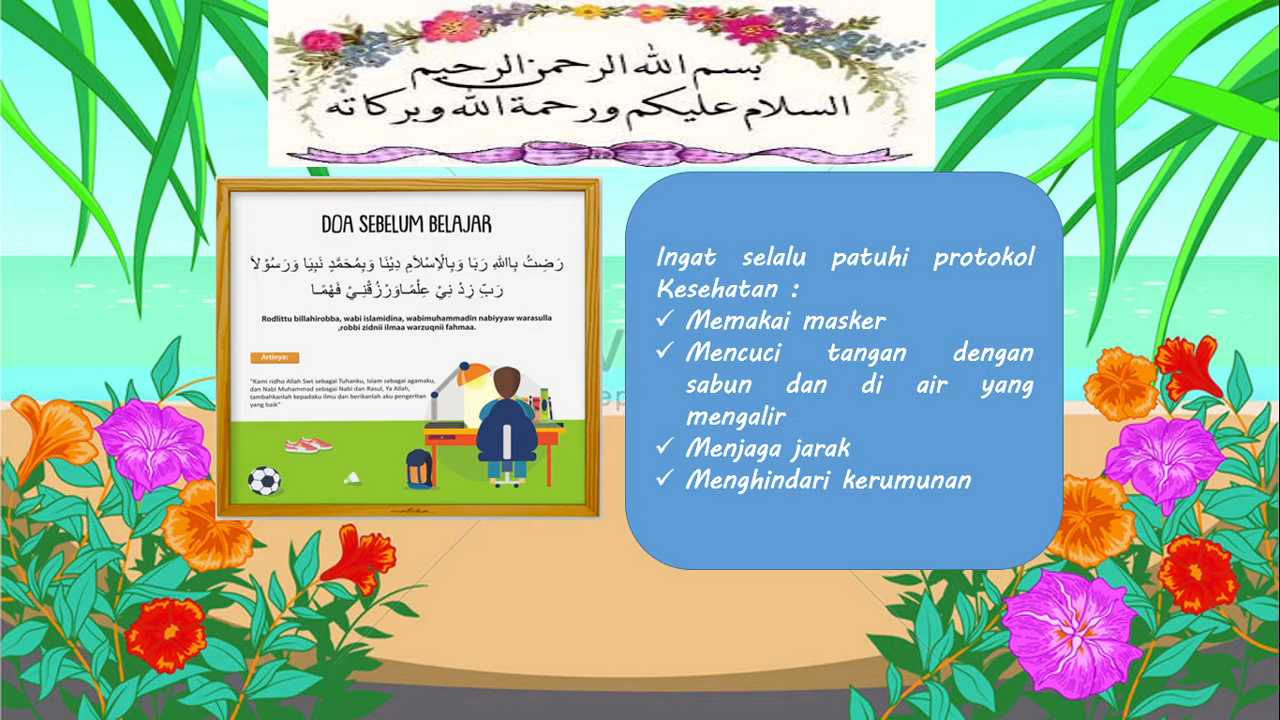 بسم الله الرحمن الرحيم
السلام عليكم ورحمة الله وبركاته
DOA SEBELUM BELAJAR
رَضِتُ بِاللهِ رَبَا وَبِالْإِسْلَامِ دِيْنَا وَبِمُحَمَّدٍ نَبِيَا وَرَسُوْلاَ
رَبِّ زِدْ نِيْ عِلْمًـاوَرْزُقْنِـيْ فَهْمًـا
Rodlittu billahirobba, wabi islamidina, wabimuhammadin nabiyyaw warasulla
,robbi zidnii ilmaa warzuqnii fahmaa.
Artinya:
"Kami ridho Allah Swt sebagai Tuhanku, Islam sebagai agamaku,
dan Nabi Muhammad sebagai Nabi dan Rasul, Ya Allah,
tambahkanlah kepadaku ilmu dan berikanlah aku pengertian
yang baik"
Ingat selalu patuhi protokol
Kesehatan :
✓ Memakai masker
✓ Mencuci tangan dengan
sabun dan di air yang
mengalir
✓ Menjaga jarak
✓ Menghindari kerumunan